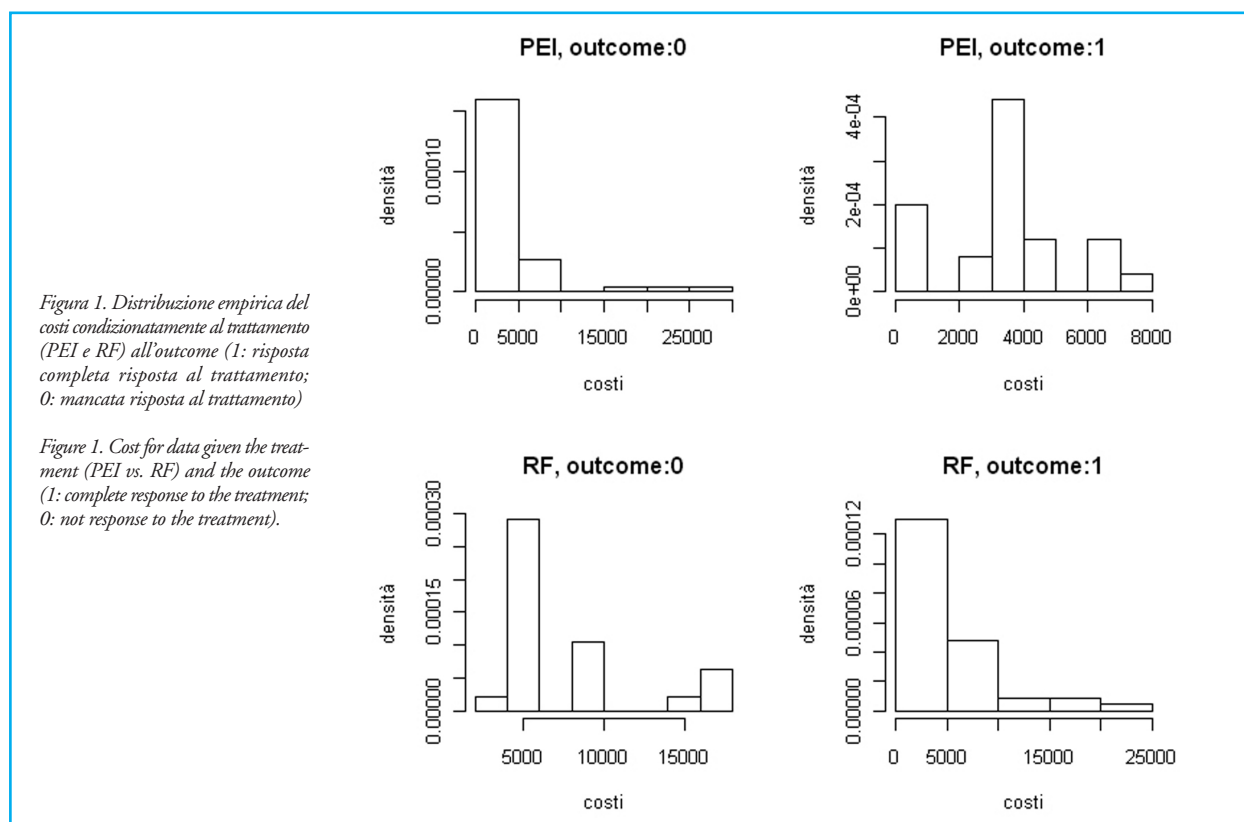 Figura 1. Distribuzione empirica del
costi condizionatamente al trattamento
(PEI e RF) all'outcome (1: risposta
completa risposta al trattamento;
0: mancata risposta al trattamento)
Figure 1. Cost for data given the treat-
ment (PEI vs. RF) and the outcome
(1: complete response to the treatment;
0: not response to the treatment).
PEI, outcome:0
densità
0.00000 0.00010
0 5000 15000 25000
costi
PEI, outcome:1
densità
0e+00 2e-04 4e-04
0 2000 4000 6000 8000
costi
RF, outcome:0
densità
0.00000 0.00015 0.00030
5000 10000 15000
costi
RF, outcome:1
densità
0.00000 0.00006 0.00012
0 5000 15000 25000
costi